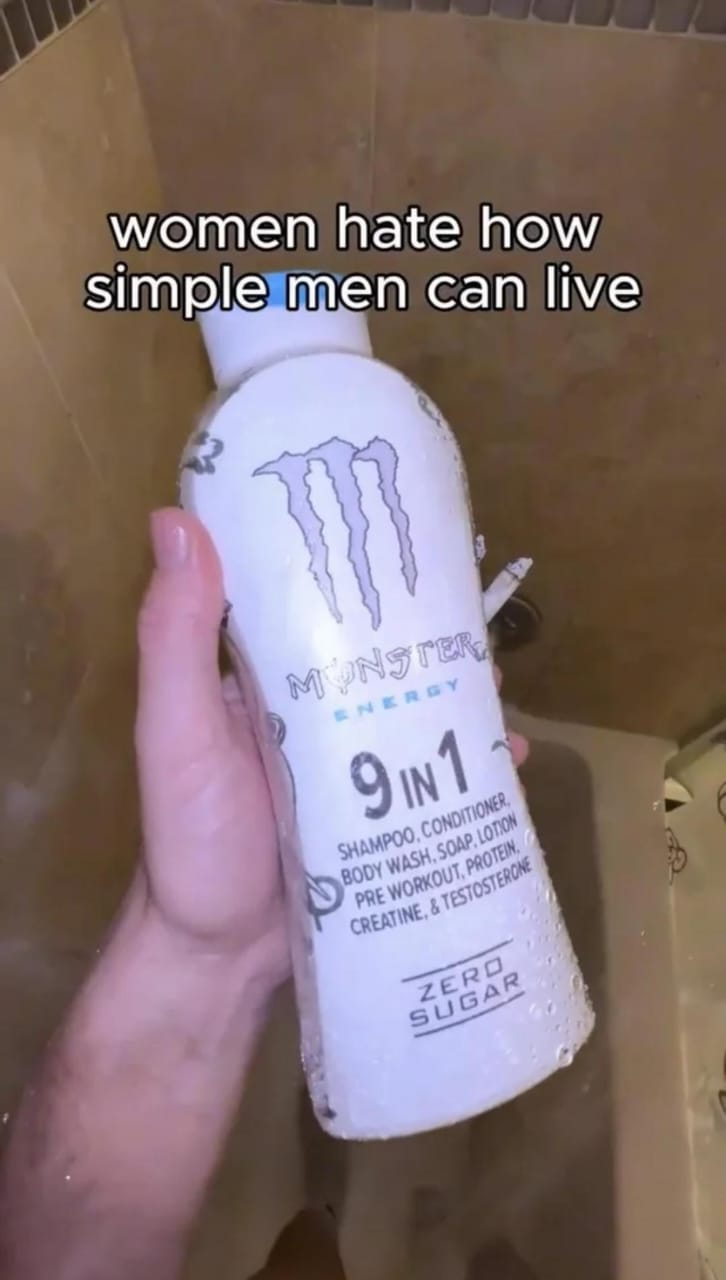 women hate how
simple men can live
MONSTER
ENERGY
9 IN 1
SHAMPOO, CONDITIONER,
BODY WASH, SOAP, LOTION
PRE WORKOUT, PROTEIN,
CREATINE, & TESTOSTERONE
ZERO
SUGAR